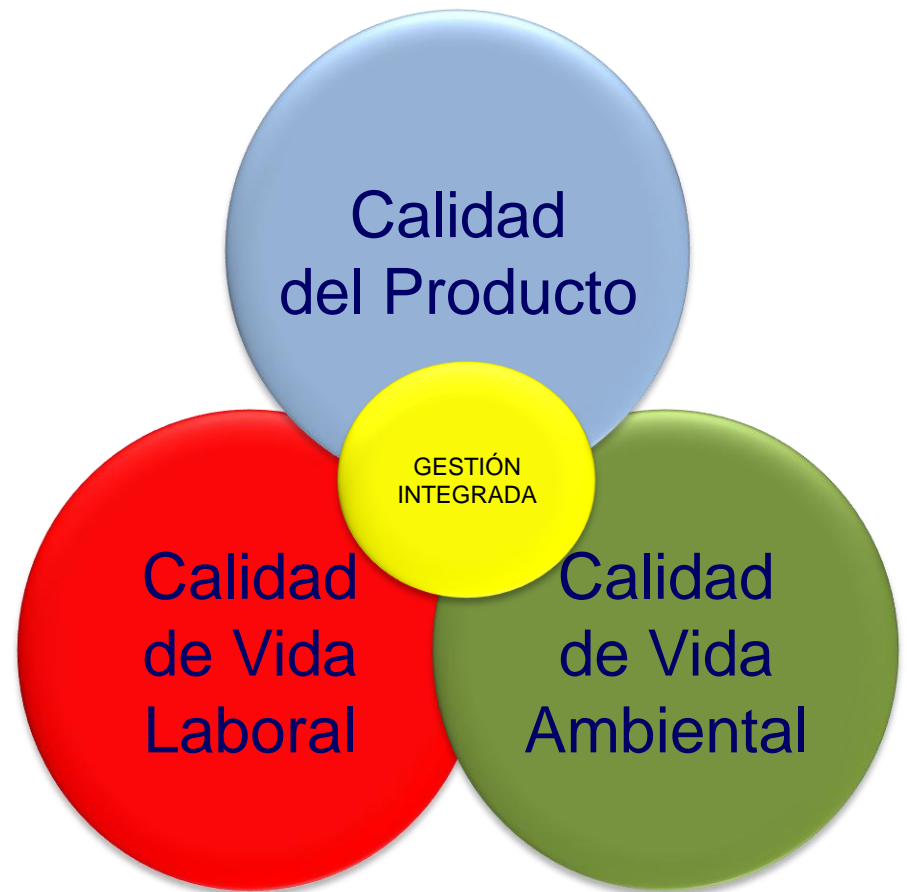 Calidad
del Producto
GESTIÓN
INTEGRADA
Calidad
de Vida
Laboral
Calidad
de Vida
Ambiental